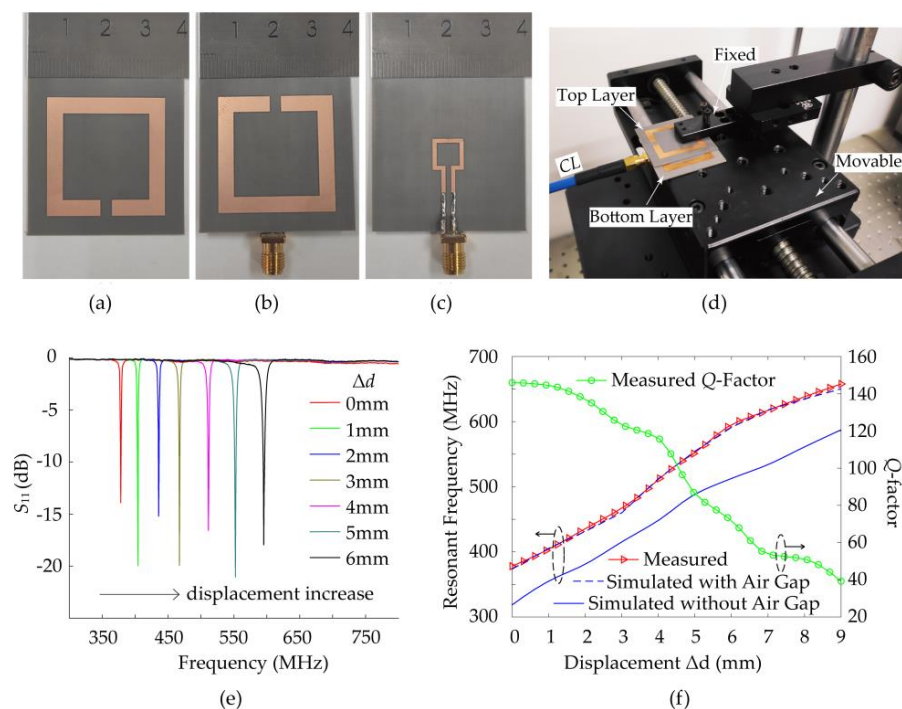 1 2 3 4
1 2 3 4
1 2 3 4
Fixed
Top Layer
CL
Movable
Bottom Layer
(a)
(b)
(c)
(d)
0
-5
-10
-15
-20
S11 (dB)
Δd
0mm
1mm
2mm
3mm
4mm
5mm
6mm
displacement increase
350 450 550 650 750
Frequency (MHz)
(e)
700
650
600
550
500
450
400
350
300
Resonant Frequency (MHz)
160
140
120
100
80
60
40
20
Q-factor
Measured Q-Factor
Measured
Simulated with Air Gap
Simulated without Air Gap
0 1 2 3 4 5 6 7 8 9
Displacement Δd (mm)
(f)